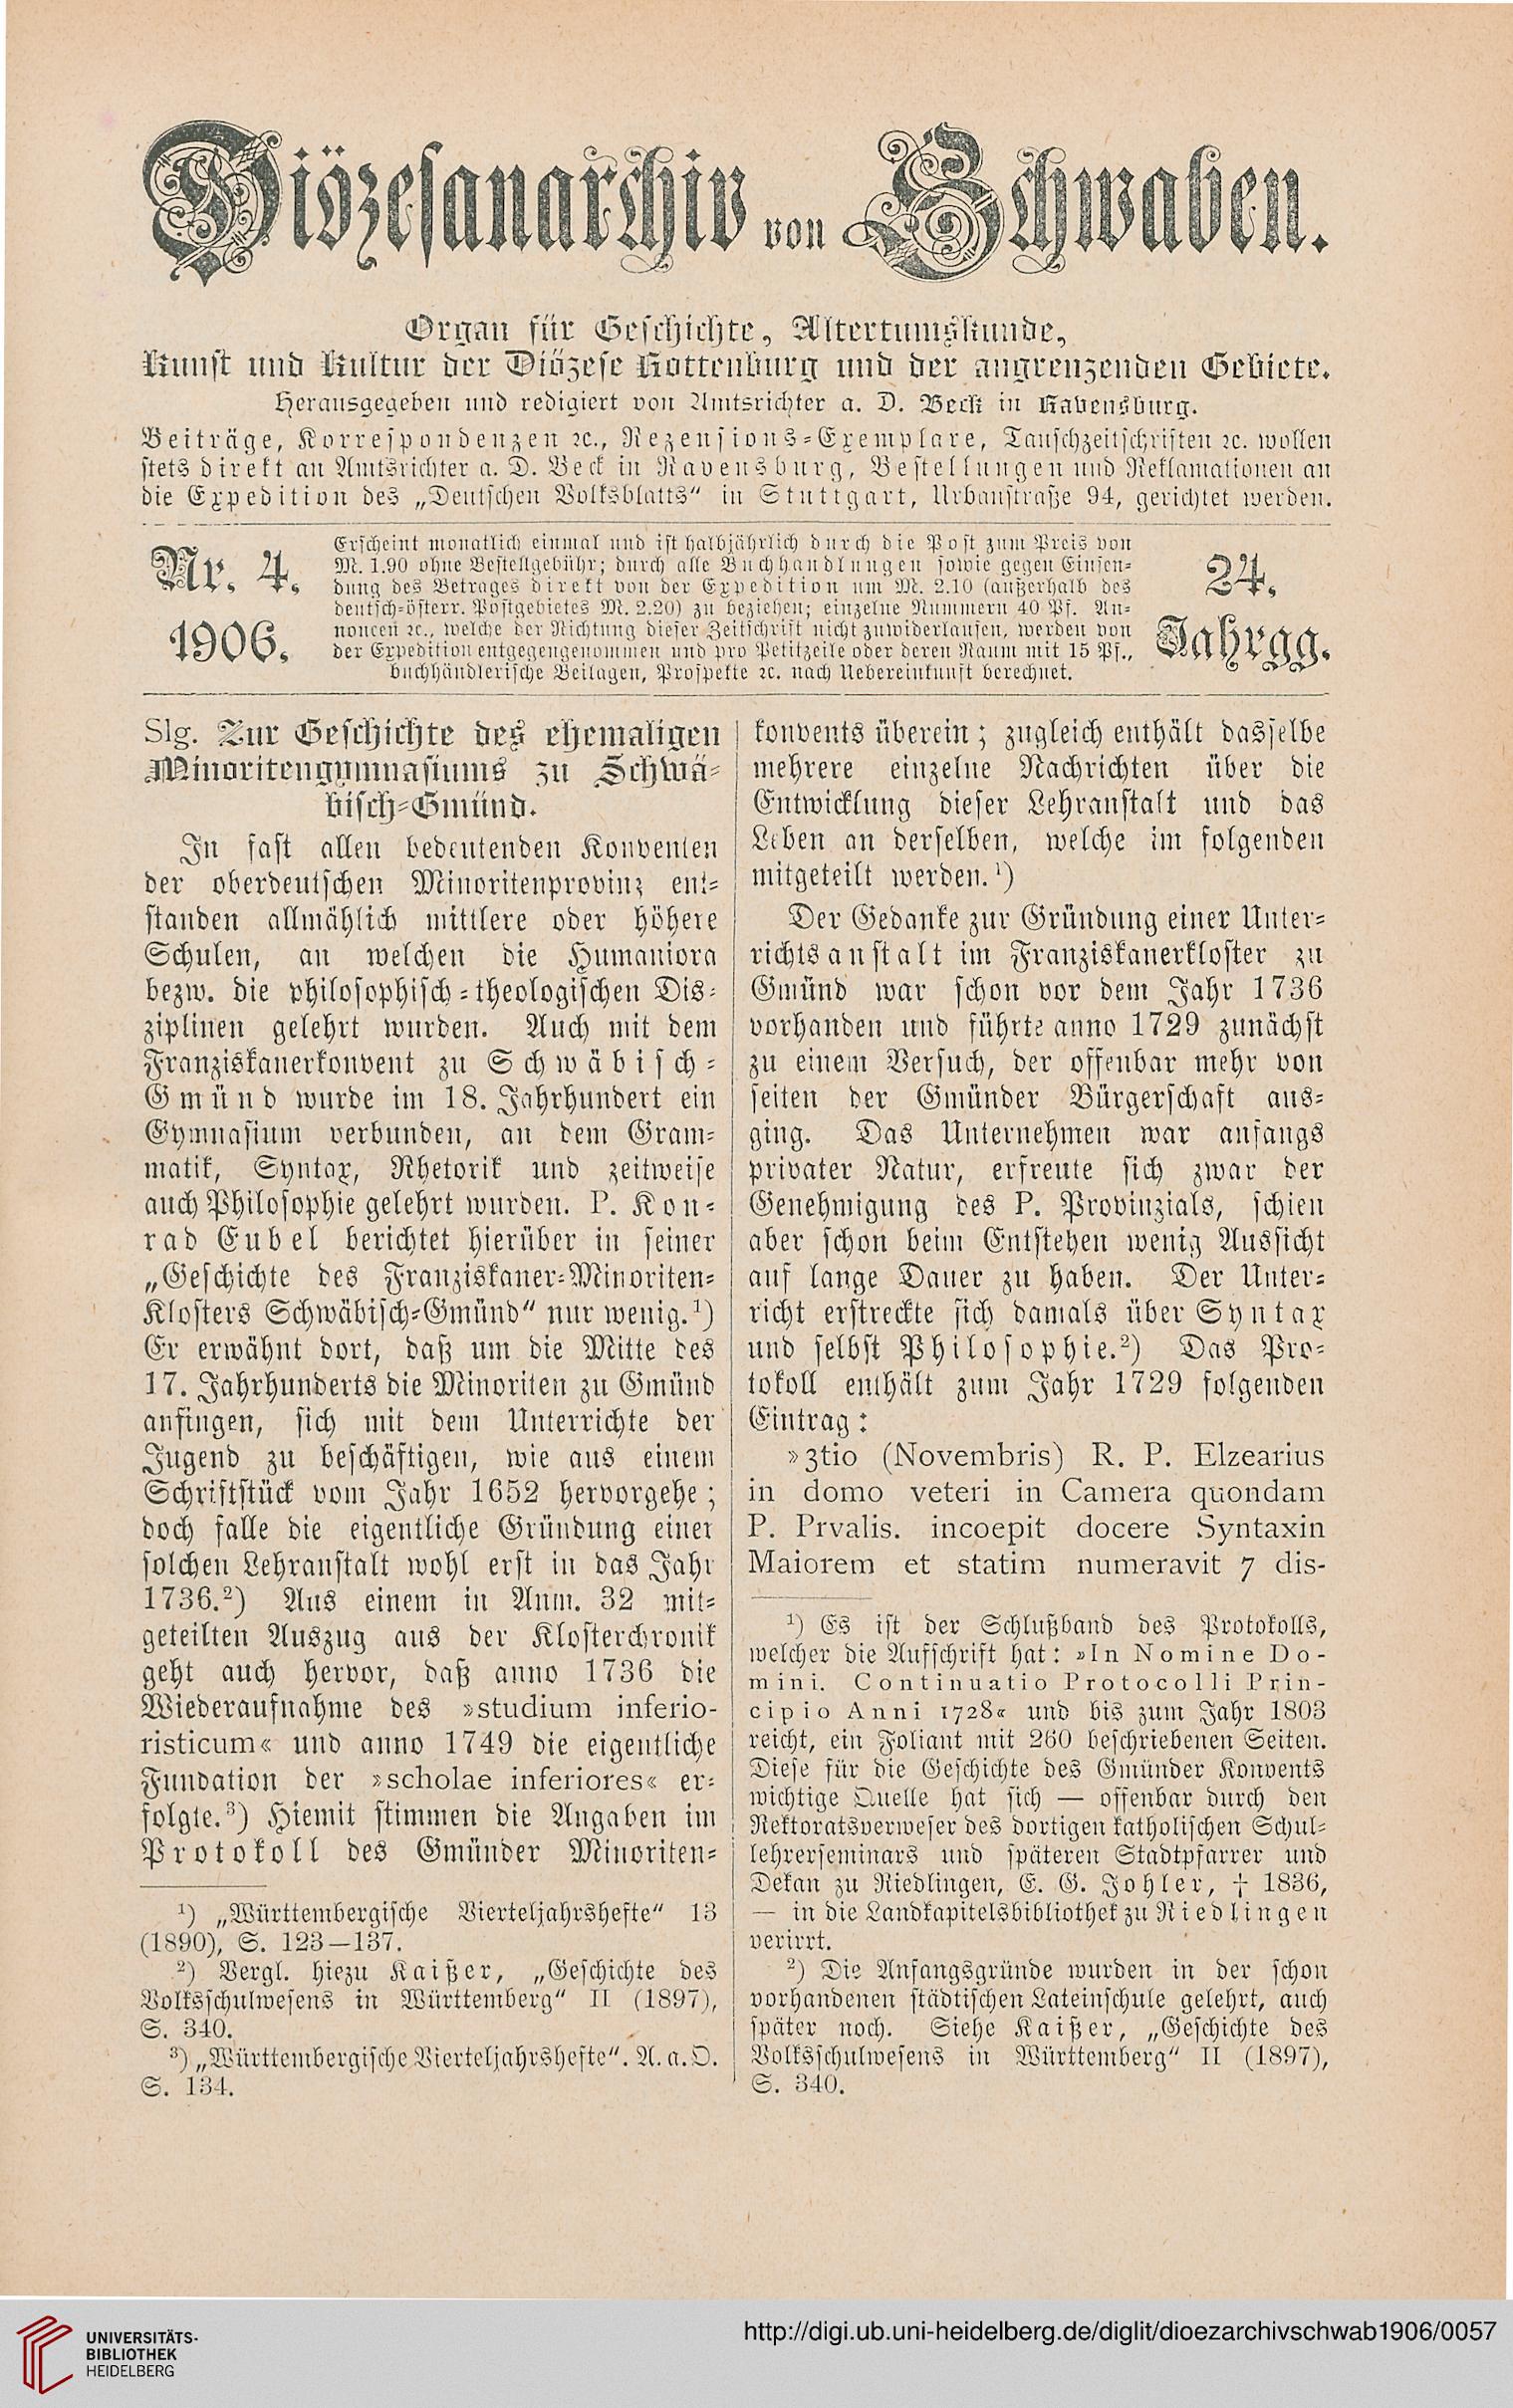 Diözesanarchiv von Schwaben.
Organ für Geschichte, Altertumskunde,
Kunst und Kultur der Diözese Rottenburg und der angrenzenden Gebiete.
Herausgegeben und redigiert von Amtsrichter a. D. Beck in Ravensburg.
Beiträge, Korrespondenzen ꝛc., Rezensions-Exemplare, Tauschzeitschriften ꝛc. wollen
stets direkt an Amtsrichter a. D. Beck in Ravensburg, Bestellungen und Reklamationen an
die Expedition des „Deutschen Volksblatts" in Stuttgart, Urbanstraße 94, gerichtet werden.
Nr. 4.
1906.
Erscheint monatlich einmal und ist halbjährlich durch die Post zum Preis von
M. 1.90 ohne Bestellgebühr; durch alle Buchhandlungen sowie gegen Einsen-
dung des Betrages direkt von der Expedition um M. 2.10 (außerhalb des
deutsch-österr. Postgebietes M. 2.20) zu beziehen; einzelne Nummern 40 Pf. An-
noncen ꝛc., welche der Richtung dieser Zeitschrift nicht zuwiderlaufen, werden von
der Expedition entgegengenommen und pro Petitzeile oder deren Raum mit 15 Pf.,
buchhändlerische Beilagen, Prospekte ꝛc. nach Uebereinkunft berechnet.
24.
Jahrgg.
Slg. Zur Geschichte des ehemaligen
Minoritengymnasiums zu Schwä-
bisch-Gmünd.
In fast allen bedeutenden Konventen
der oberdeutschen Minoritenprovinz ent-
standen allmählich mittlere oder höhere
Schulen, an welchen die Humaniora
bezw. die philosophisch-theologischen Dis-
ziplinen gelehrt wurden. Auch mit dem
Franziskanerkonvent zu Schwäbisch-
Gmünd wurde im 18. Jahrhundert ein
Gymnasium verbunden, an dem Gram-
matik, Syntax, Rhetorik und zeitweise
auch Philosophie gelehrt wurden. P. Kon-
rad Eubel berichtet hierüber in seiner
„Geschichte des Franziskaner-Minoriten-
Klosters Schwäbisch-Gmünd" nur wenig.¹)
Er erwähnt dort, daß um die Mitte des
17. Jahrhunderts die Minoriten zu Gmünd
anfingen, sich mit dem Unterrichte der
Jugend zu beschäftigen, wie aus einem
Schriftstück vom Jahr 1652 hervorgehe;
doch falle die eigentliche Gründung einer
solchen Lehranstalt wohl erst in das Jahr
1736.²) Aus einem in Anm. 32 mit-
geteilten Auszug aus der Klosterchronik
geht auch hervor, daß anno 1736 die
Wiederaufnahme des »studium inferio-
risticum« und anno 1749 die eigentliche
Fundation der »scholae inferiores« er-
folgte.³) Hiemit stimmen die Angaben im
Protokoll des Gmünder Minoriten-
¹) „Württembergische Vierteljahrshefte" 13
(1890), S. 123—137.
²) Vergl. hiezu Kaißer, „Geschichte des
Volksschulwesens in Württemberg" II (1897),
S. 340.
³) „Württembergische Vierteljahrshefte". A. a. O.
S. 134.
konvents überein; zugleich enthält dasselbe
mehrere einzelne Nachrichten über die
Entwicklung dieser Lehranstalt und das
Leben an derselben, welche im folgenden
mitgeteilt werden.¹)
Der Gedanke zur Gründung einer Unter-
richtsanstalt im Franziskanerkloster zu
Gmünd war schon vor dem Jahr 1736
vorhanden und führte anno 1729 zunächst
zu einem Versuch, der offenbar mehr von
seiten der Gmünder Bürgerschaft aus-
ging. Das Unternehmen war anfangs
privater Natur, erfreute sich zwar der
Genehmigung des P. Provinzials, schien
aber schon beim Entstehen wenig Aussicht
auf lange Dauer zu haben. Der Unter-
richt erstreckte sich damals über Syntax
und selbst Philosophie.²) Das Pro-
tokoll enthält zum Jahr 1729 folgenden
Eintrag:
»3tio (Novembris) R. P. Elzearius
in domo veteri in Camera quondam
P. Prvalis. incoepit docere Syntaxin
Maiorem et statim numeravit 7 dis-
¹) Es ist der Schlußband des Protokolls,
welcher die Aufschrift hat: »In Nomine Do-
mini. Continuatio Protocolli Prin-
cipio Anni 1728« und bis zum Jahr 1803
reicht, ein Foliant mit 260 beschriebenen Seiten.
Diese für die Geschichte des Gmünder Konvents
wichtige Quelle hat sich — offenbar durch den
Rektoratsverweser des dortigen katholischen Schul-
lehrerseminars und späteren Stadtpfarrer und
Dekan zu Riedlingen, E. G. Johler, † 1836,
— in die Landkapitelsbibliothek zu Riedlingen
verirrt.
²) Die Anfangsgründe wurden in der schon
vorhandenen städtischen Lateinschule gelehrt, auch
später noch. Siehe Kaißer, „Geschichte des
Volksschulwesens in Württemberg" II (1897),
S. 340.
UNIVERSITÄTS-
BIBLIOTHEK
HEIDELBERG
http://digi.ub.uni-heidelberg.de/diglit/dioezarchivschwab1906/0057